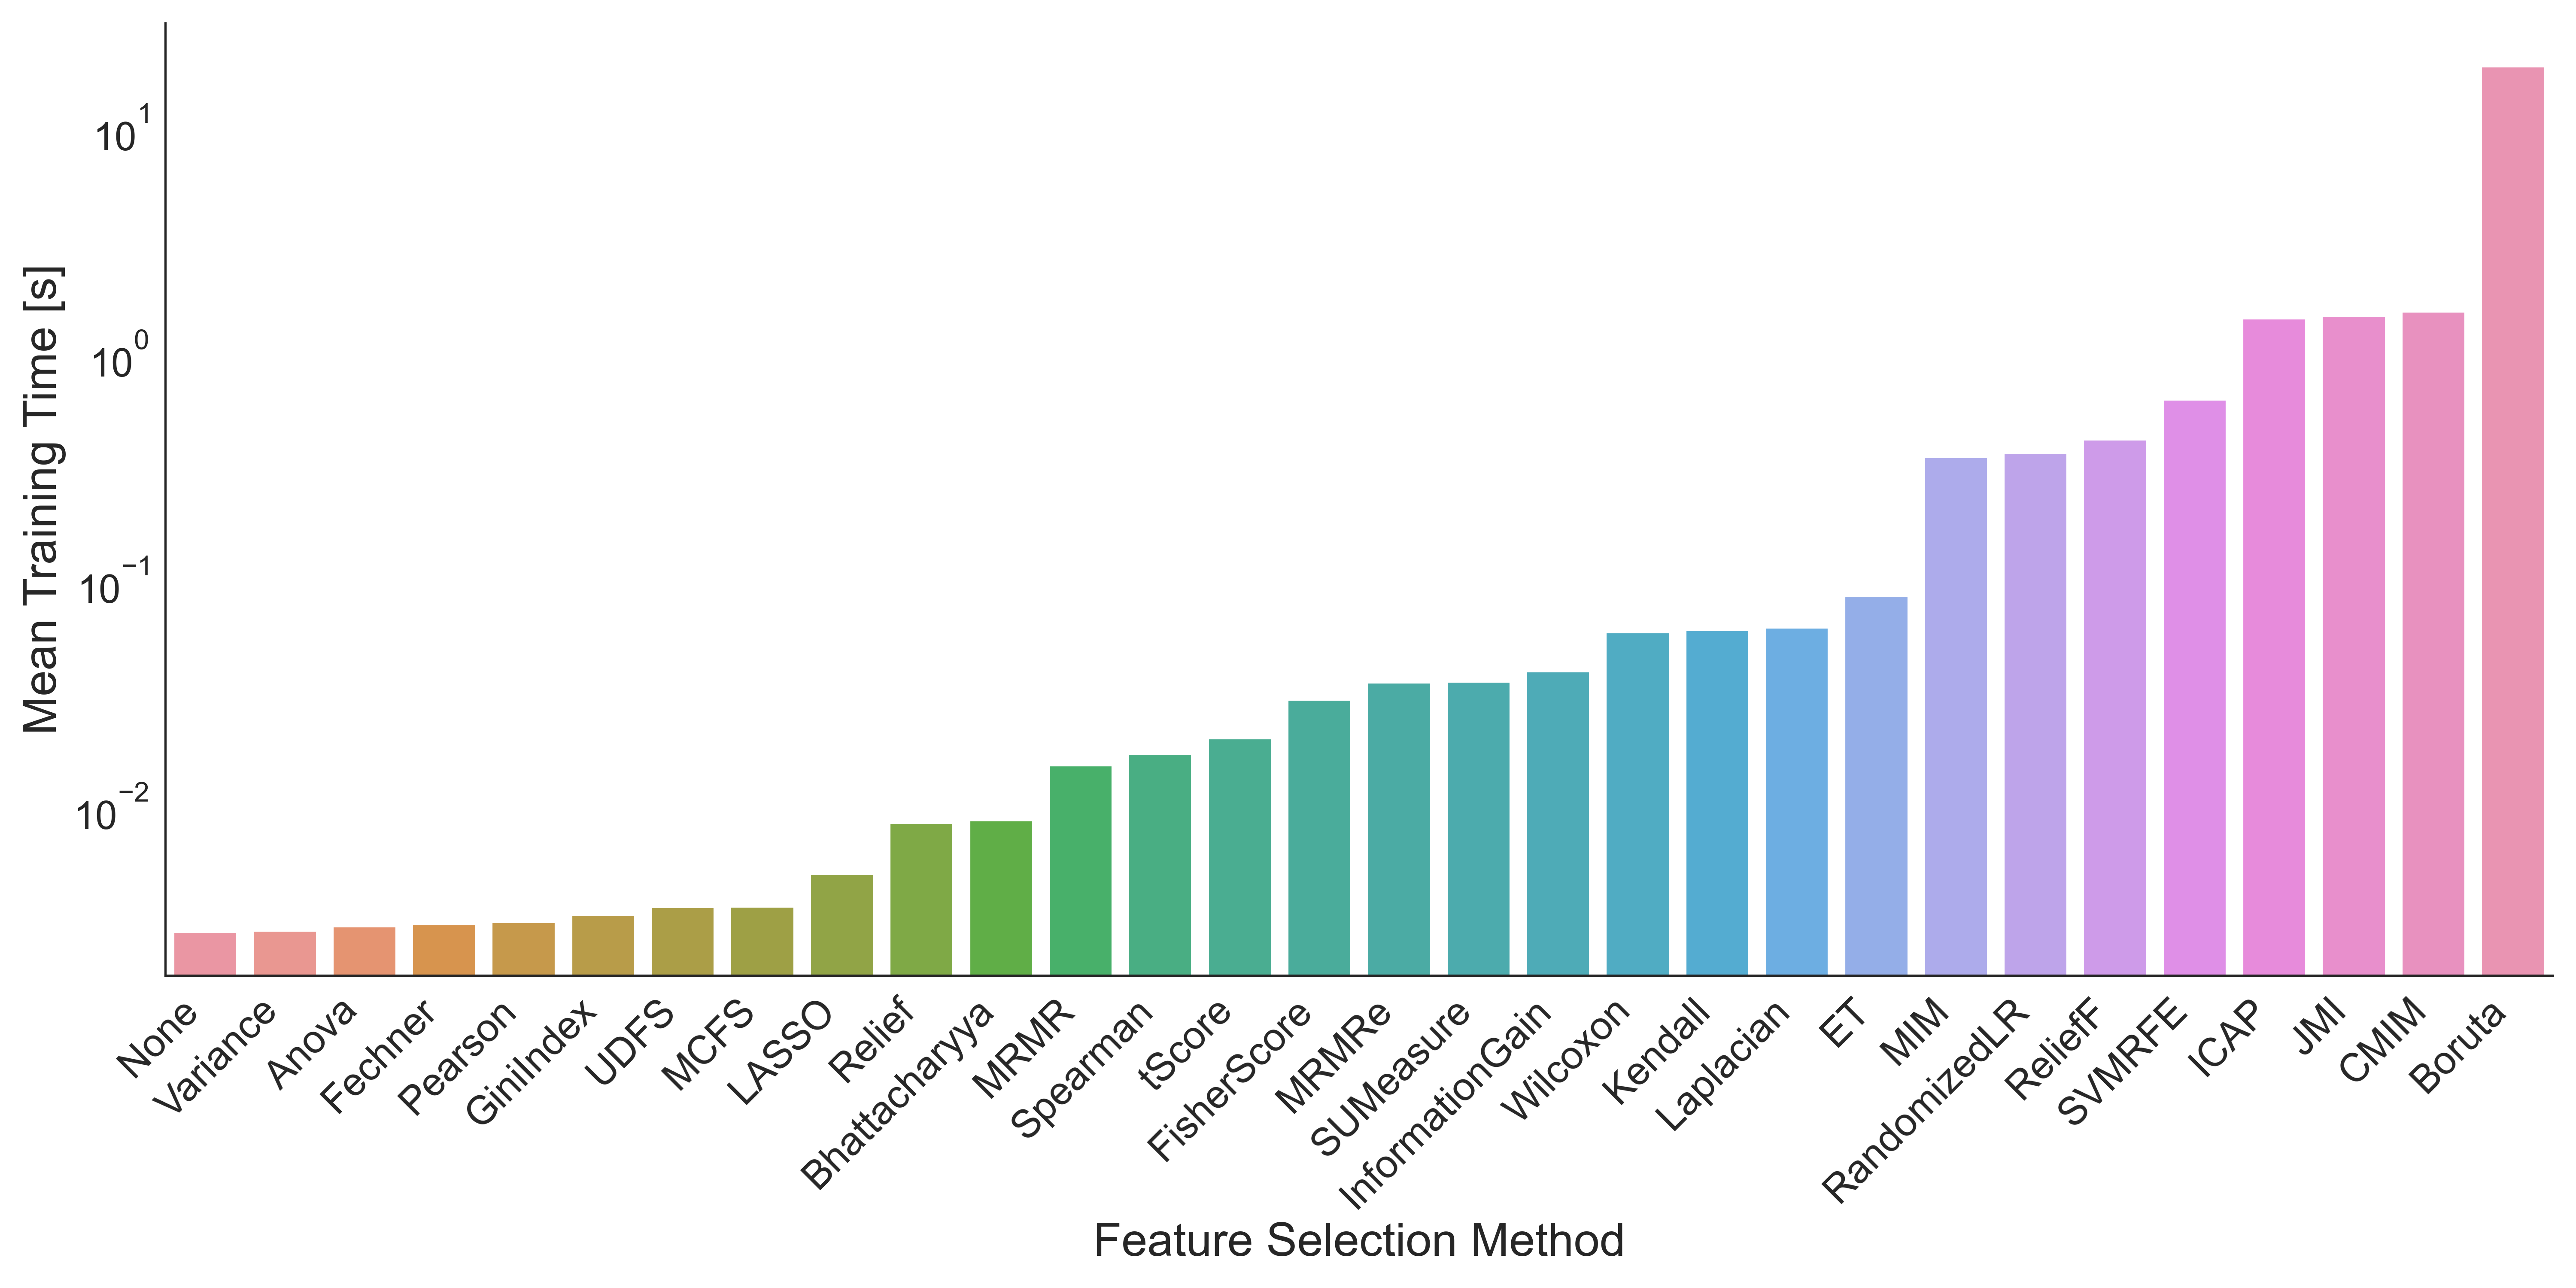 Mean Training Time [s]
10^1
10^0
10^−1
10^−2
None
Variance
Anova
Fechner
Pearson
GiniIndex
UDFS
MCFS
LASSO
Relief
Bhattacharyya
MRMR
Spearman
tScore
FisherScore
MRMRe
SUMeasure
InformationGain
Wilcoxon
Kendall
Laplacian
ET
MIM
RandomizedLR
ReliefF
SVMRFE
ICAP
JMI
CMIM
Boruta
Feature Selection Method